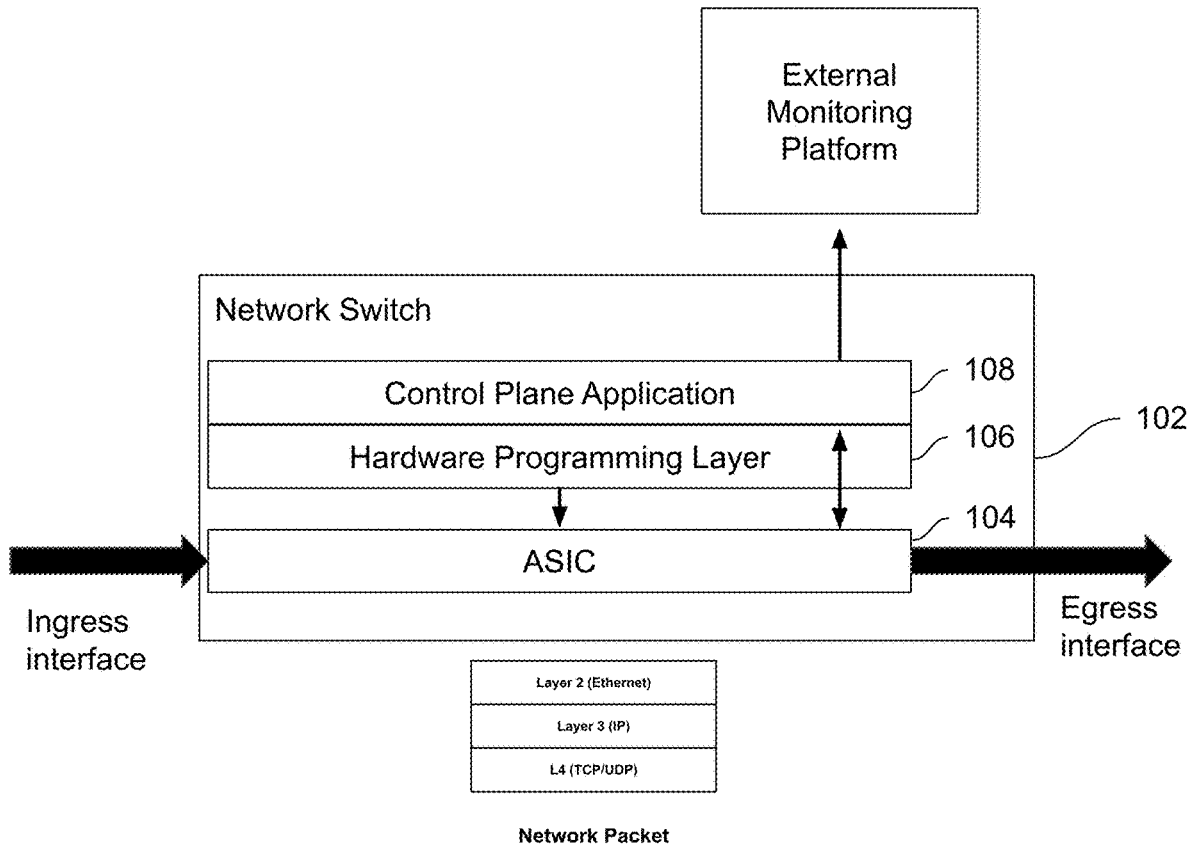 External
Monitoring
Platform
Network Switch
Control Plane Application
108
Hardware Programming Layer
106
102
ASIC
104
Ingress
interface
Egress
interface
Layer 2 (Ethernet)
Layer 3 (IP)
L4 (TCP/UDP)
Network Packet